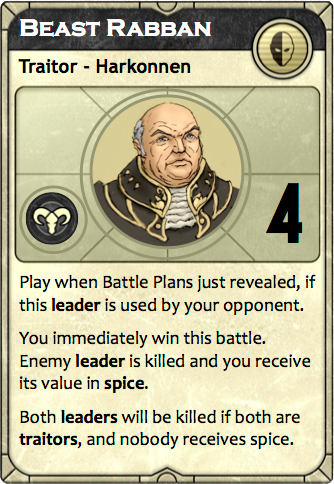 Beast Rabban
Traitor - Harkonnen
4
Play when Battle Plans just revealed, if
this leader is used by your opponent.
You immediately win this battle.
Enemy leader is killed and you receive
its value in spice.
Both leaders will be killed if both are
traitors, and nobody receives spice.